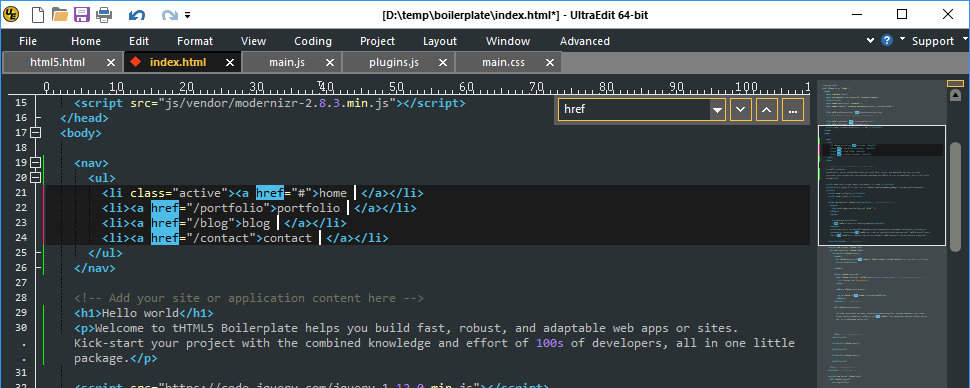 UE [D:\temp\boilerplate\index.html*] - UltraEdit 64-bit
File Home Edit Format View Coding Project Layout Window Advanced ? Support
html5.html index.html main.js plugins.js main.css
0 10 20 30 40 50 60 70 80 90 100 1
15 <script src="js/vendor/modernizr-2.8.3.min.js"></script>
href ...
16 </head>
17 <body>
18
19 <nav>
20 <ul>
21 <li class="active"><a href="#">home </a></li>
22 <li><a href="/portfolio">portfolio </a></li>
23 <li><a href="/blog">blog </a></li>
24 <li><a href="/contact">contact </a></li>
25 </ul>
26 </nav>
27
28 <!-- Add your site or application content here -->
29 <h1>Hello world</h1>
30 <p>Welcome to tHTML5 Boilerplate helps you build fast, robust, and adaptable web apps or sites.
. Kick-start your project with the combined knowledge and effort of 100s of developers, all in one little
. package.</p>
31
32 <script src="https://code.jquery.com/jquery-1.12.0.min.js"></script>